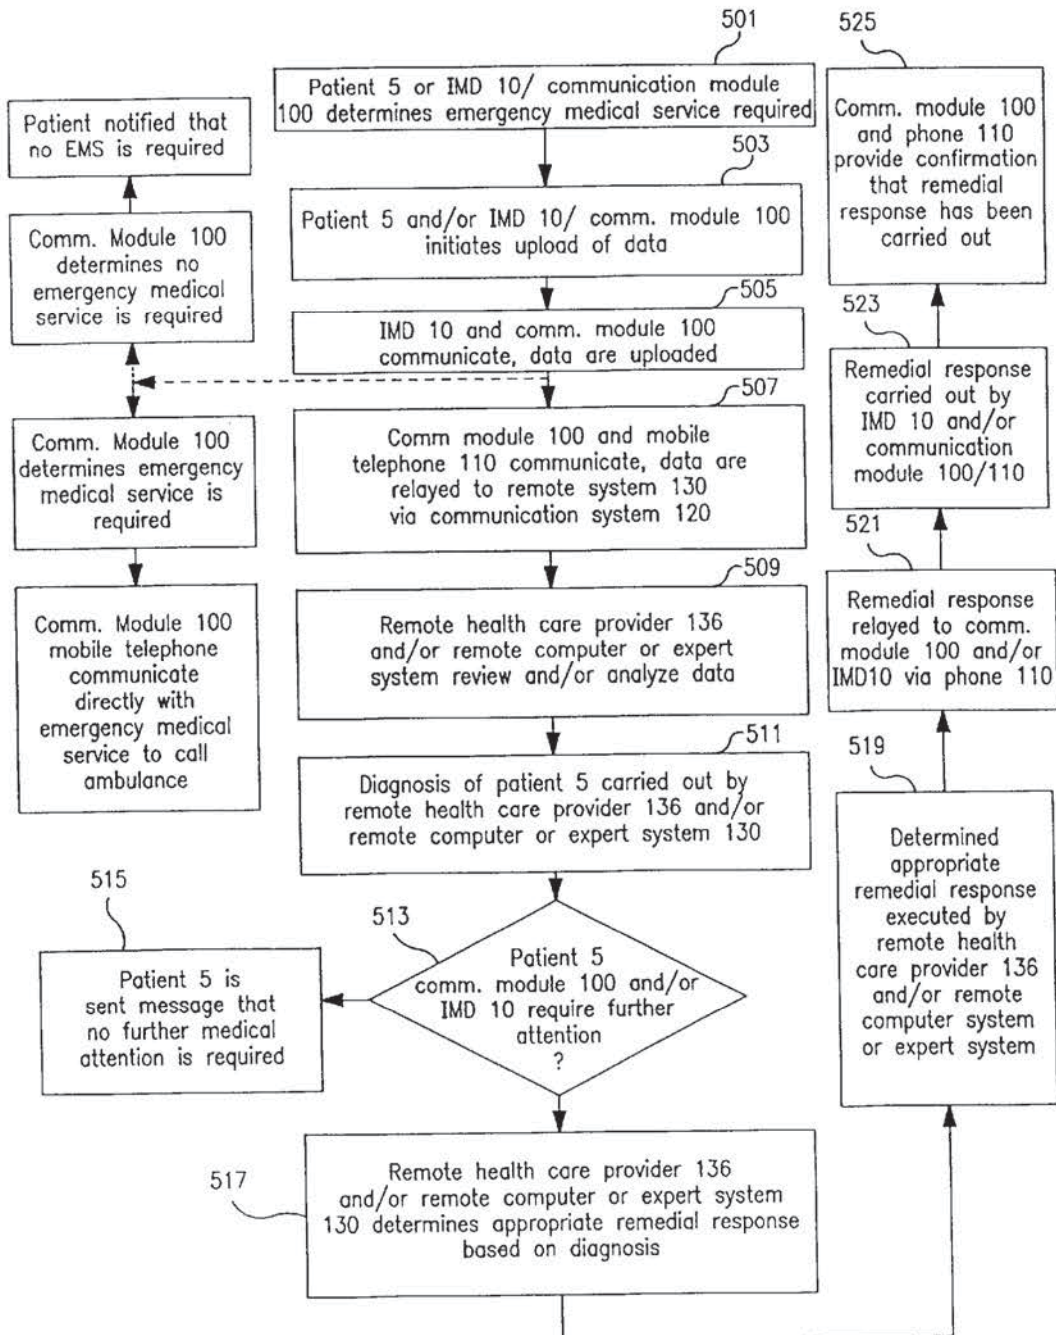 501
Patient 5 or IMD 10/ communication module
100 determines emergency medical service required
503
Patient 5 and/or IMD 10/ comm. module 100
initiates upload of data
505
IMD 10 and comm. module 100
communicate, data are uploaded
Patient notified that
no EMS is required
Comm. Module 100
determines no
emergency medical
service is required
Comm. Module 100
determines emergency
medical service is
required
Comm. Module 100
mobile telephone
communicate
directly with
emergency medical
service to call
ambulance
507
Comm module 100 and mobile
telephone 110 communicate, data are
relayed to remote system 130
via communication system 120
509
Remote health care provider 136
and/or remote computer or expert
system review and/or analyze data
511
Diagnosis of patient 5 carried out by
remote health care provider 136 and/or
remote computer or expert system 130
513
Patient 5
comm. module 100 and/or
IMD 10 require further
attention
?
515
Patient 5 is
sent message that
no further medical
attention is required
517
Remote health care provider 136
and/or remote computer or expert system
130 determines appropriate remedial response
based on diagnosis
519
Determined
appropriate
remedial response
executed by
remote health
care provider 136
and/or remote
computer system
or expert system
521
Remedial response
relayed to comm.
module 100 and/or
IMD10 via phone 110
523
Remedial response
carried out by
IMD 10 and/or
communication
module 100/110
525
Comm. module 100
and phone 110
provide confirmation
that remedial
response has been
carried out